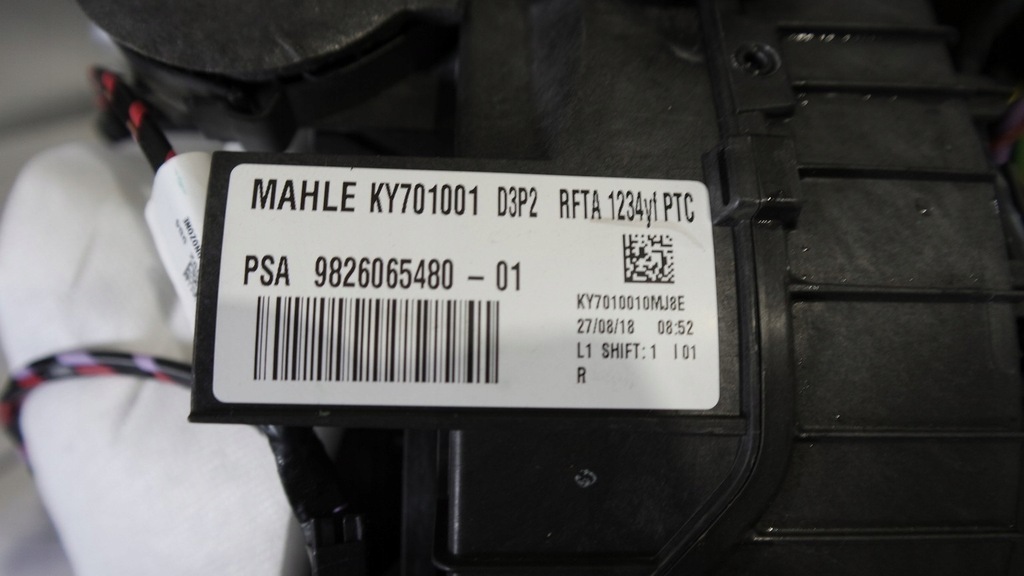 MAHLE KY701001 D3P2 RFTA 1234yf PTC
PSA 9826065480 - 01
KY7010010MJ8E
27/08/18 08:52
L1 SHIFT: 1 I 01
R